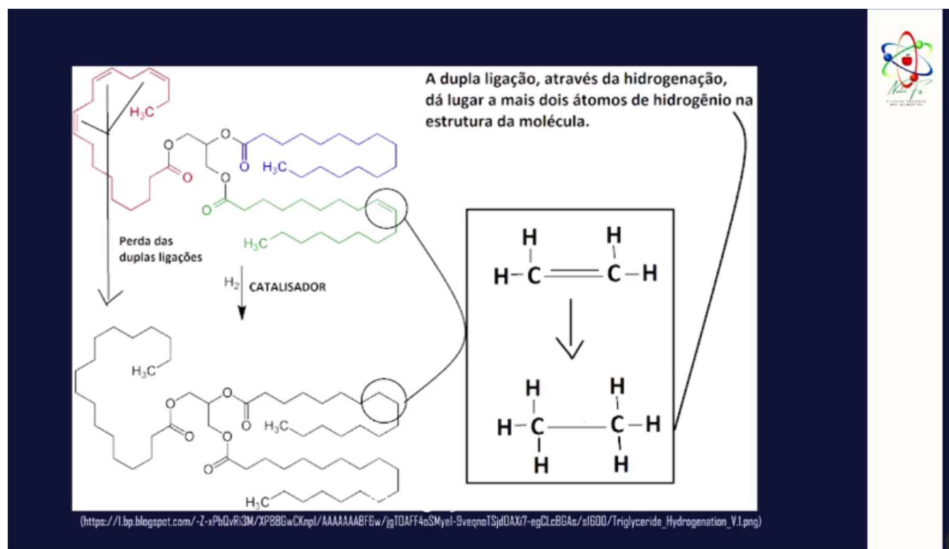 A dupla ligação, através da hidrogenação,
dá lugar a mais dois átomos de hidrogênio na
estrutura da molécula.
H₃C
O
O
O
O
H₃C
O
O
H₃C
Perda das
duplas ligações
H₂ CATALISADOR
H H
H-C C-H
H₃C
O
O
O
O
H₃C
O
O
H₃C
H H
H-C C-H
H H